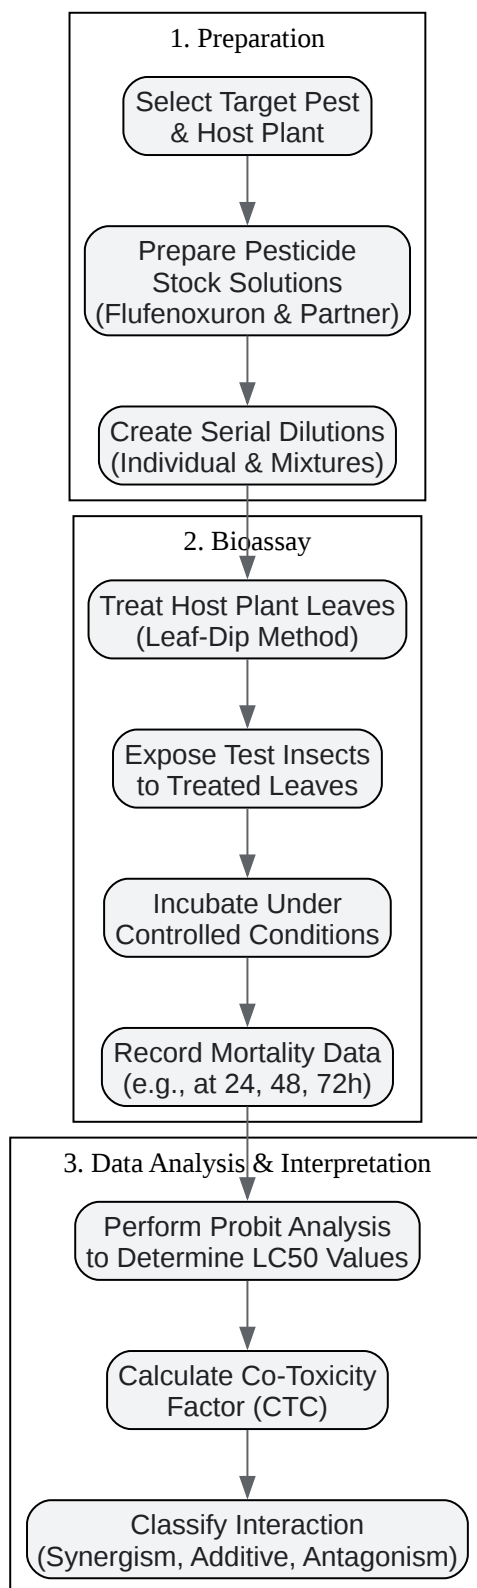 1. Preparation
Select Target Pest
& Host Plant
Prepare Pesticide
Stock Solutions
(Flufenoxuron & Partner)
Create Serial Dilutions
(Individual & Mixtures)
2. Bioassay
Treat Host Plant Leaves
(Leaf-Dip Method)
Expose Test Insects
to Treated Leaves
Incubate Under
Controlled Conditions
Record Mortality Data
(e.g., at 24, 48, 72h)
3. Data Analysis & Interpretation
Perform Probit Analysis
to Determine LC50 Values
Calculate Co-Toxicity
Factor (CTC)
Classify Interaction
(Synergism, Additive, Antagonism)